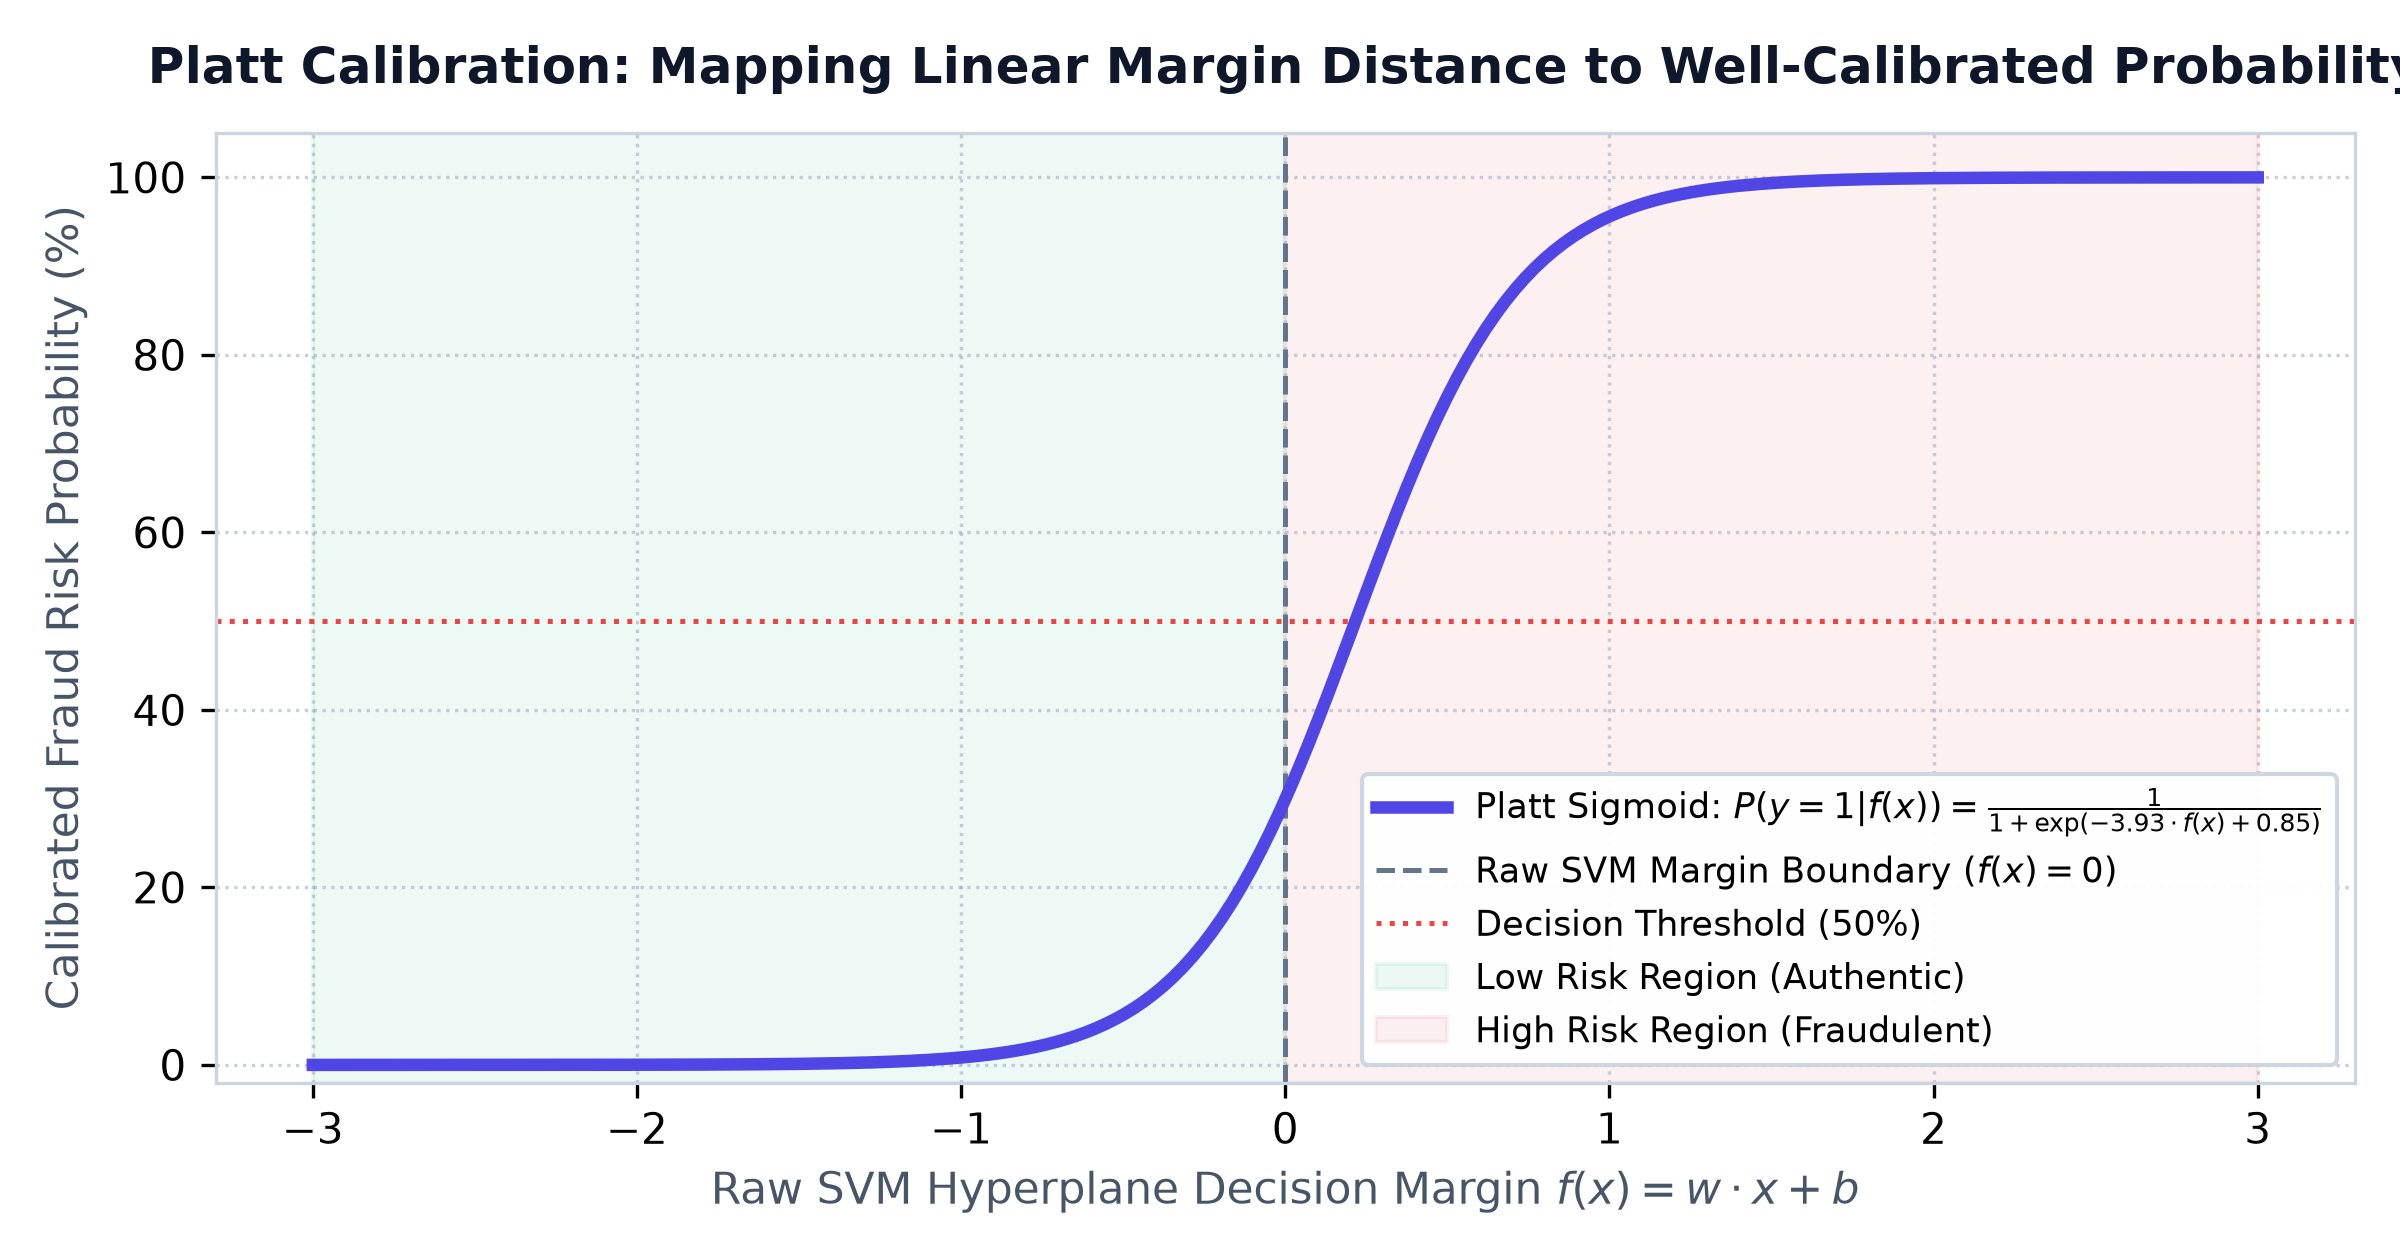 Platt Calibration: Mapping Linear Margin Distance to Well-Calibrated Probability
Calibrated Fraud Risk Probability (%)
100
80
60
40
20
0
Platt Sigmoid: P(y = 1|f(x)) = 1 / 1 + exp(−3.93 · f(x) + 0.85)
Raw SVM Margin Boundary (f(x) = 0)
Decision Threshold (50%)
Low Risk Region (Authentic)
High Risk Region (Fraudulent)
−3 −2 −1 0 1 2 3
Raw SVM Hyperplane Decision Margin f(x) = w · x + b